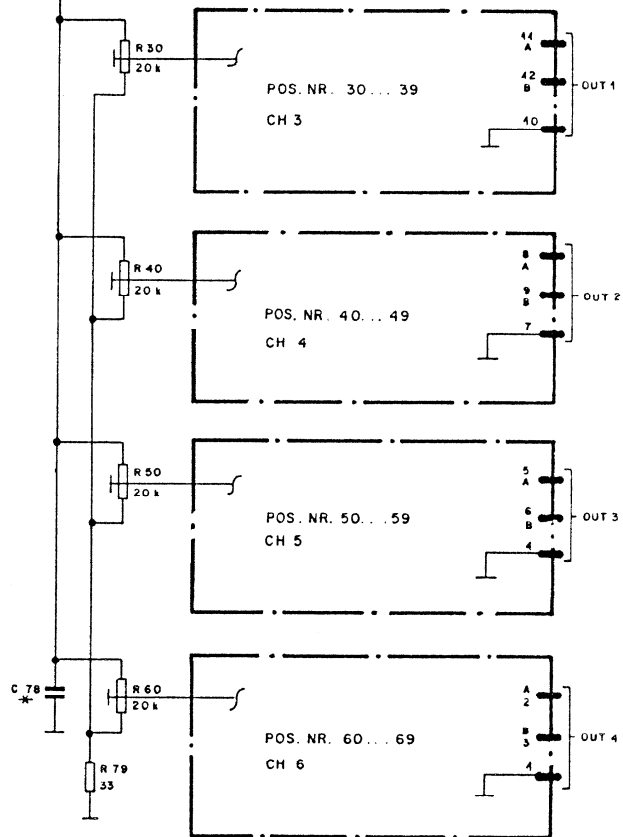 R 30
20 k
POS. NR. 30... 39
CH 3
11
A
12
B
10
OUT 1
R 40
20 k
POS. NR. 40... 49
CH 4
8
A
9
B
7
OUT 2
R 50
20 k
POS. NR. 50... 59
CH 5
5
A
6
B
4
OUT 3
C 78
*
R 60
20 k
POS. NR. 60... 69
CH 6
A
2
B
3
OUT 4
R 79
33